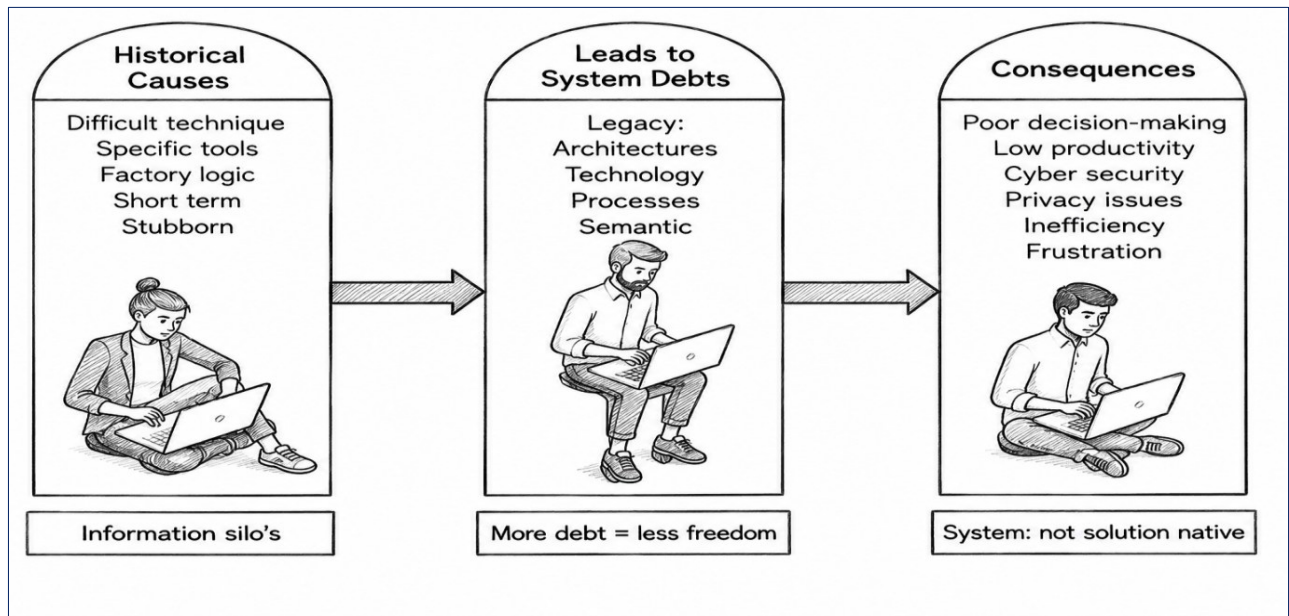 Historical
Causes
Difficult technique
Specific tools
Factory logic
Short term
Stubborn
Information silo's
Leads to
System Debts
Legacy:
Architectures
Technology
Processes
Semantic
More debt = less freedom
Consequences
Poor decision-making
Low productivity
Cyber security
Privacy issues
Inefficiency
Frustration
System: not solution native